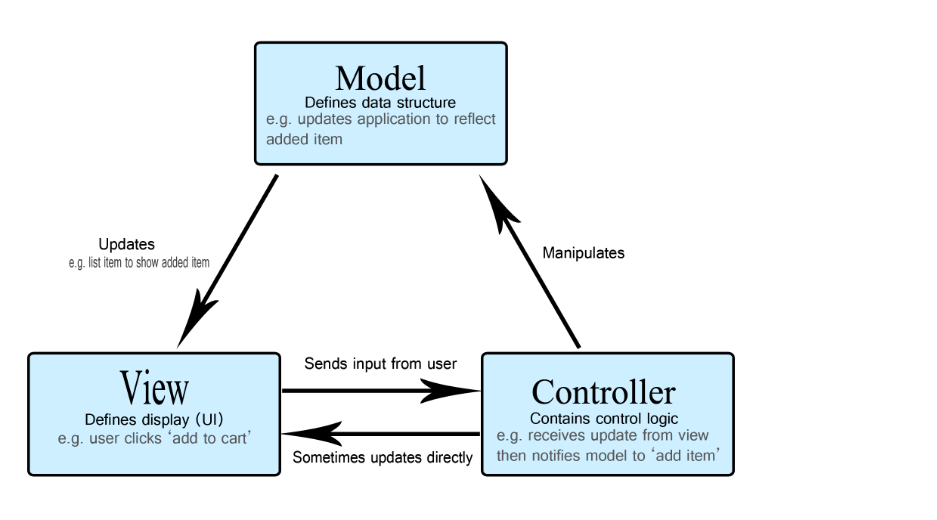 Model
Defines data structure
e.g. updates application to reflect
added item
Updates
e.g. list item to show added item
Manipulates
View
Defines display (UI)
e.g. user clicks ‘add to cart’
Sends input from user
Sometimes updates directly
Controller
Contains control logic
e.g. receives update from view
then notifies model to ‘add item’